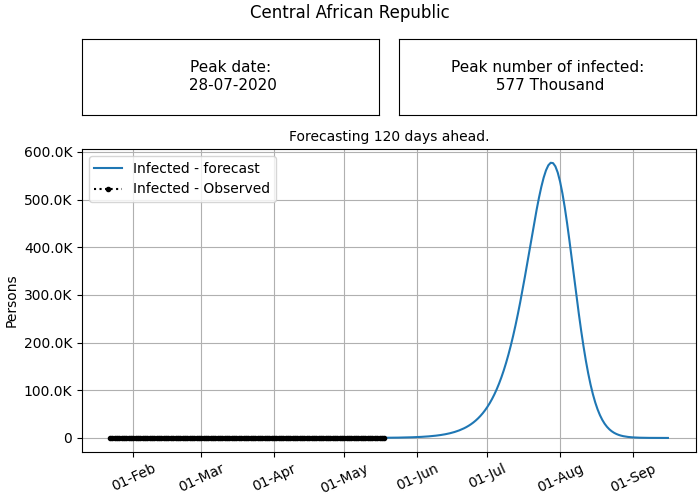 Central African Republic
Peak date:
28-07-2020
Peak number of infected:
577 Thousand
Forecasting 120 days ahead.
Infected - forecast
Infected - Observed
600.0K
500.0K
400.0K
300.0K
200.0K
100.0K
0
Persons
01-Feb
01-Mar
01-Apr
01-May
01-Jun
01-Jul
01-Aug
01-Sep